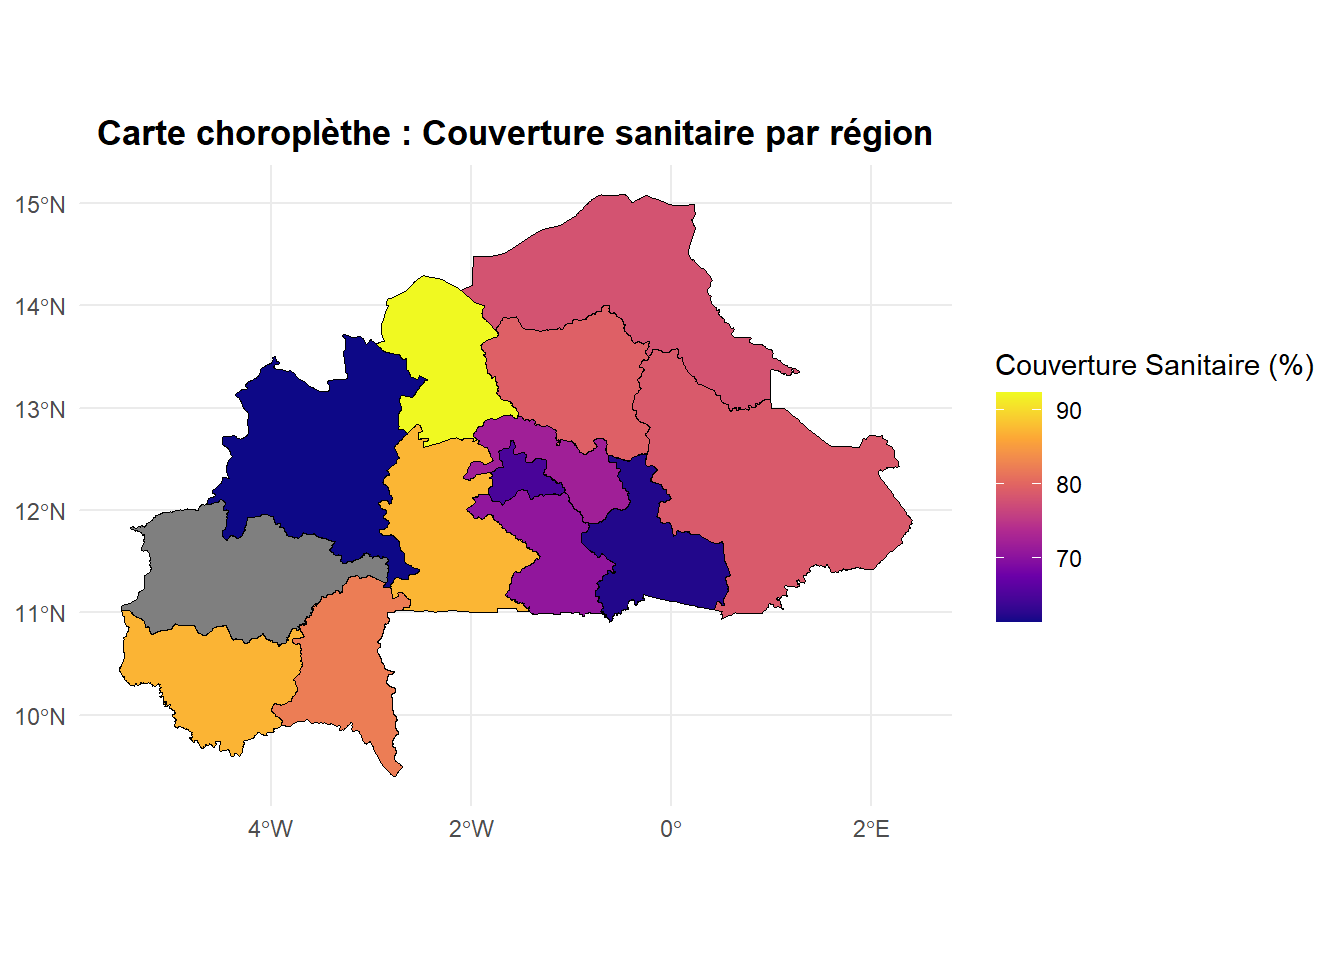 Carte choroplèthe : Couverture sanitaire par région
15°N
14°N
13°N
12°N
11°N
10°N
4°W
2°W
0°
2°E
Couverture Sanitaire (%)
90
80
70